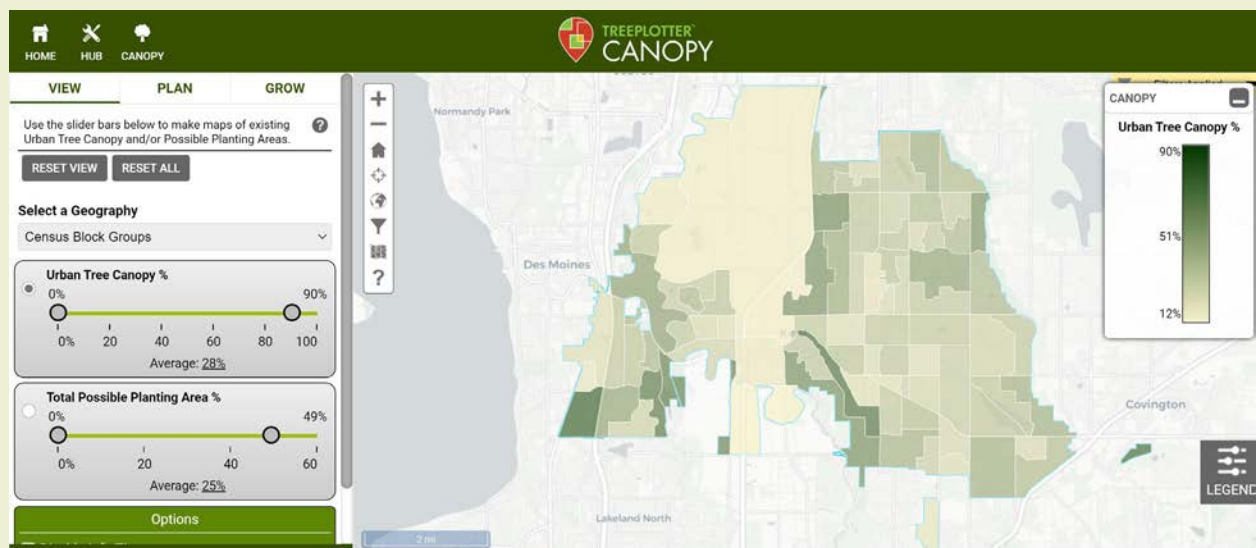 HOME
HUB
CANOPY
TREEPLOTTER™
CANOPY
VIEW
PLAN
GROW
Use the slider bars below to make maps of existing
Urban Tree Canopy and/or Possible Planting Areas.
?
RESET VIEW
RESET ALL
Select a Geography
Census Block Groups
Urban Tree Canopy %
0%
90%
0%
20
40
60
80
100
Average: 28%
Total Possible Planting Area %
0%
49%
0%
20
40
60
Average: 25%
Options
+
−
?
Normandy Park
Des Moines
Covington
Lakeland North
2 mi
CANOPY
Urban Tree Canopy %
90%
51%
12%
LEGEND